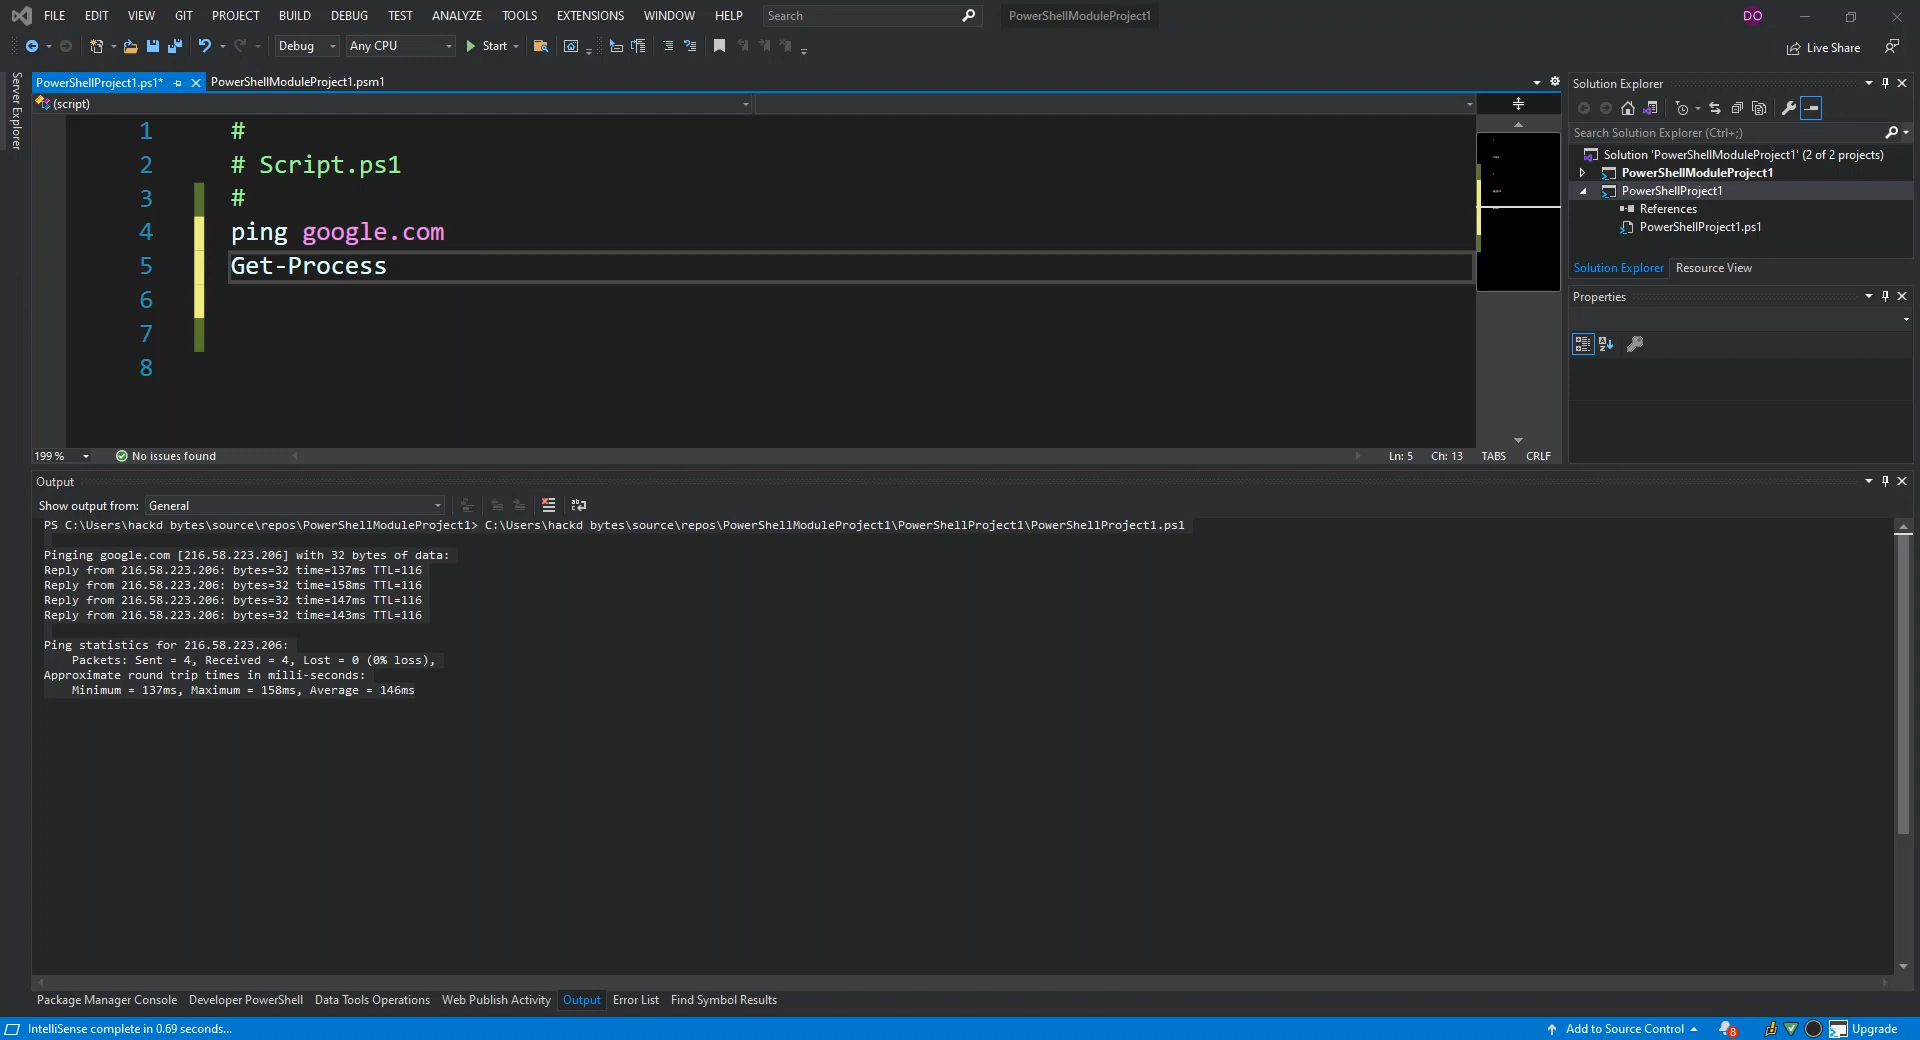 FILE EDIT VIEW GIT PROJECT BUILD DEBUG TEST ANALYZE TOOLS EXTENSIONS WINDOW HELP Search PowerShellModuleProject1 DO
Debug Any CPU Start Live Share
Server Explorer
PowerShellProject1.ps1* PowerShellModuleProject1.psm1
(script)
1 #
2 # Script.ps1
3 #
4 ping google.com
5 Get-Process
6
7
8
199 % No issues found Ln: 5 Ch: 13 TABS CRLF
Solution Explorer
Search Solution Explorer (Ctrl+;)
Solution 'PowerShellModuleProject1' (2 of 2 projects)
PowerShellModuleProject1
PowerShellProject1
References
PowerShellProject1.ps1
Solution Explorer Resource View
Properties
Output
Show output from: General
PS C:\Users\hackd bytes\source\repos\PowerShellModuleProject1> C:\Users\hackd bytes\source\repos\PowerShellModuleProject1\PowerShellProject1\PowerShellProject1.ps1
Pinging google.com [216.58.223.206] with 32 bytes of data:
Reply from 216.58.223.206: bytes=32 time=137ms TTL=116
Reply from 216.58.223.206: bytes=32 time=158ms TTL=116
Reply from 216.58.223.206: bytes=32 time=147ms TTL=116
Reply from 216.58.223.206: bytes=32 time=143ms TTL=116
Ping statistics for 216.58.223.206:
Packets: Sent = 4, Received = 4, Lost = 0 (0% loss),
Approximate round trip times in milli-seconds:
Minimum = 137ms, Maximum = 158ms, Average = 146ms
Package Manager Console Developer PowerShell Data Tools Operations Web Publish Activity Output Error List Find Symbol Results
IntelliSense complete in 0.69 seconds... Add to Source Control 8 Upgrade